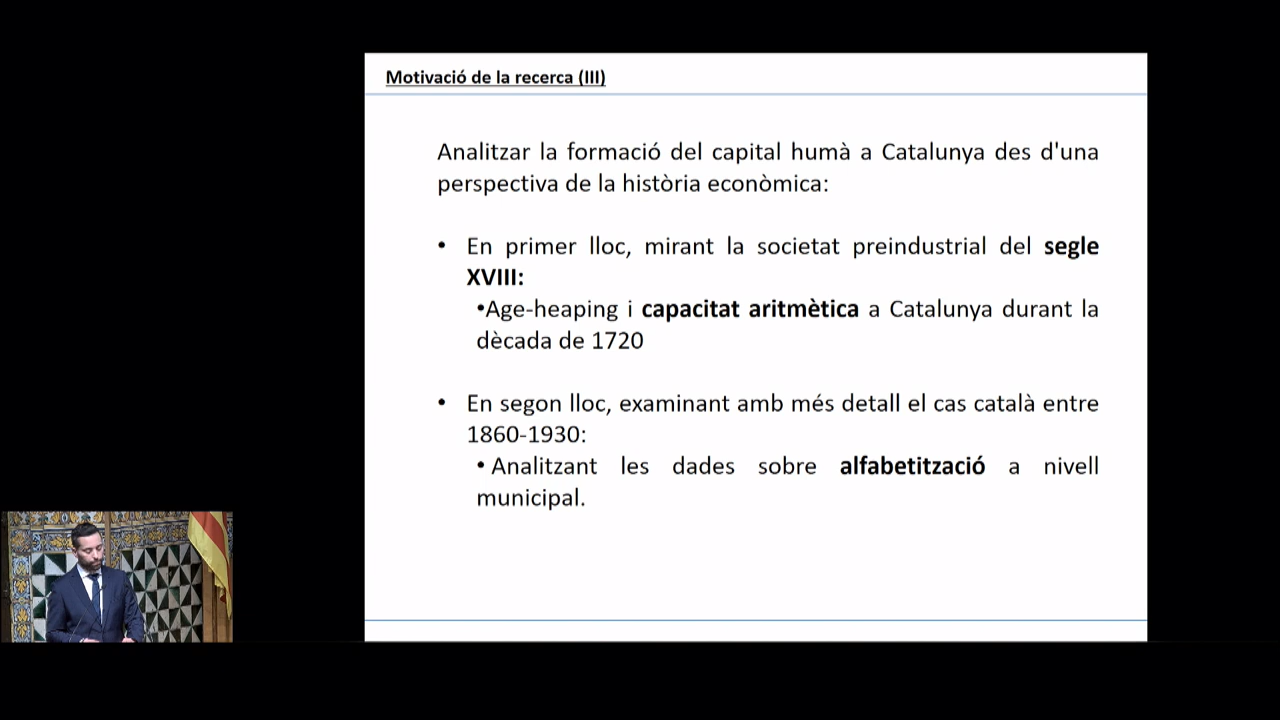 Motivació de la recerca (III)
Analitzar la formació del capital humà a Catalunya des d'una
perspectiva de la història econòmica:
• En primer lloc, mirant la societat preindustrial del segle
XVIII:
•Age-heaping i capacitat aritmètica a Catalunya durant la
dècada de 1720
• En segon lloc, examinant amb més detall el cas català entre
1860-1930:
• Analitzant les dades sobre alfabetització a nivell
municipal.